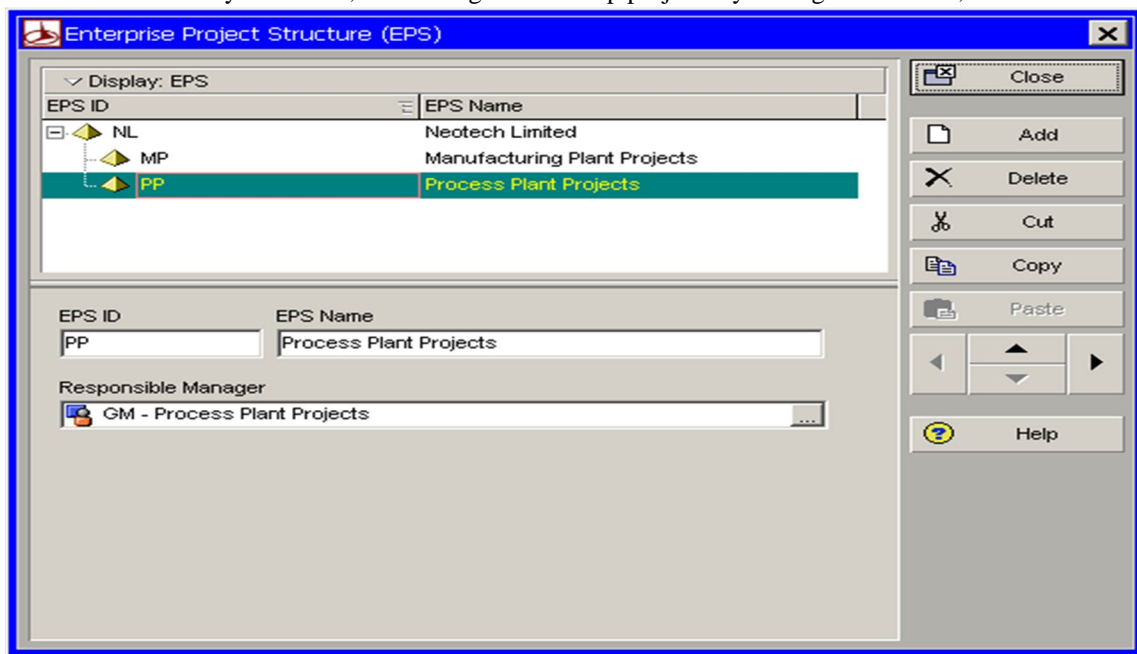 Enterprise Project Structure (EPS)
Display: EPS
EPS ID EPS Name
NL Neotech Limited
MP Manufacturing Plant Projects
PP Process Plant Projects
EPS ID EPS Name
PP Process Plant Projects
Responsible Manager
GM - Process Plant Projects ...
Close
Add
Delete
Cut
Copy
Paste
Help